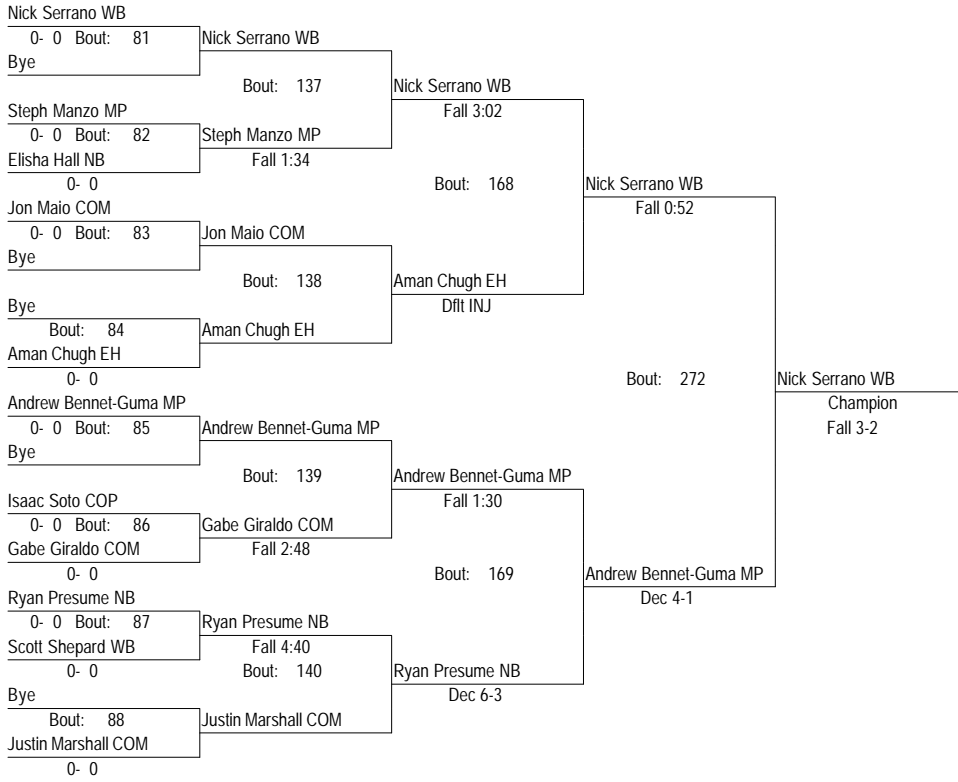 Nick Serrano WB
0- 0 Bout: 81
Nick Serrano WB
Bye
Bout: 137
Nick Serrano WB
Steph Manzo MP
Fall 3:02
0- 0 Bout: 82
Steph Manzo MP
Elisha Hall NB
Fall 1:34
0- 0
Bout: 168
Nick Serrano WB
Jon Maio COM
Fall 0:52
0- 0 Bout: 83
Jon Maio COM
Bye
Bout: 138
Aman Chugh EH
Bye
Dflt INJ
Bout: 84
Aman Chugh EH
Aman Chugh EH
0- 0
Bout: 272
Nick Serrano WB
Andrew Bennet-Guma MP
Champion
0- 0 Bout: 85
Andrew Bennet-Guma MP
Fall 3-2
Bye
Bout: 139
Andrew Bennet-Guma MP
Isaac Soto COP
Fall 1:30
0- 0 Bout: 86
Gabe Giraldo COM
Gabe Giraldo COM
Fall 2:48
0- 0
Bout: 169
Andrew Bennet-Guma MP
Ryan Presume NB
Dec 4-1
0- 0 Bout: 87
Ryan Presume NB
Scott Shepard WB
Fall 4:40
0- 0
Bout: 140
Ryan Presume NB
Bye
Dec 6-3
Bout: 88
Justin Marshall COM
Justin Marshall COM
0- 0